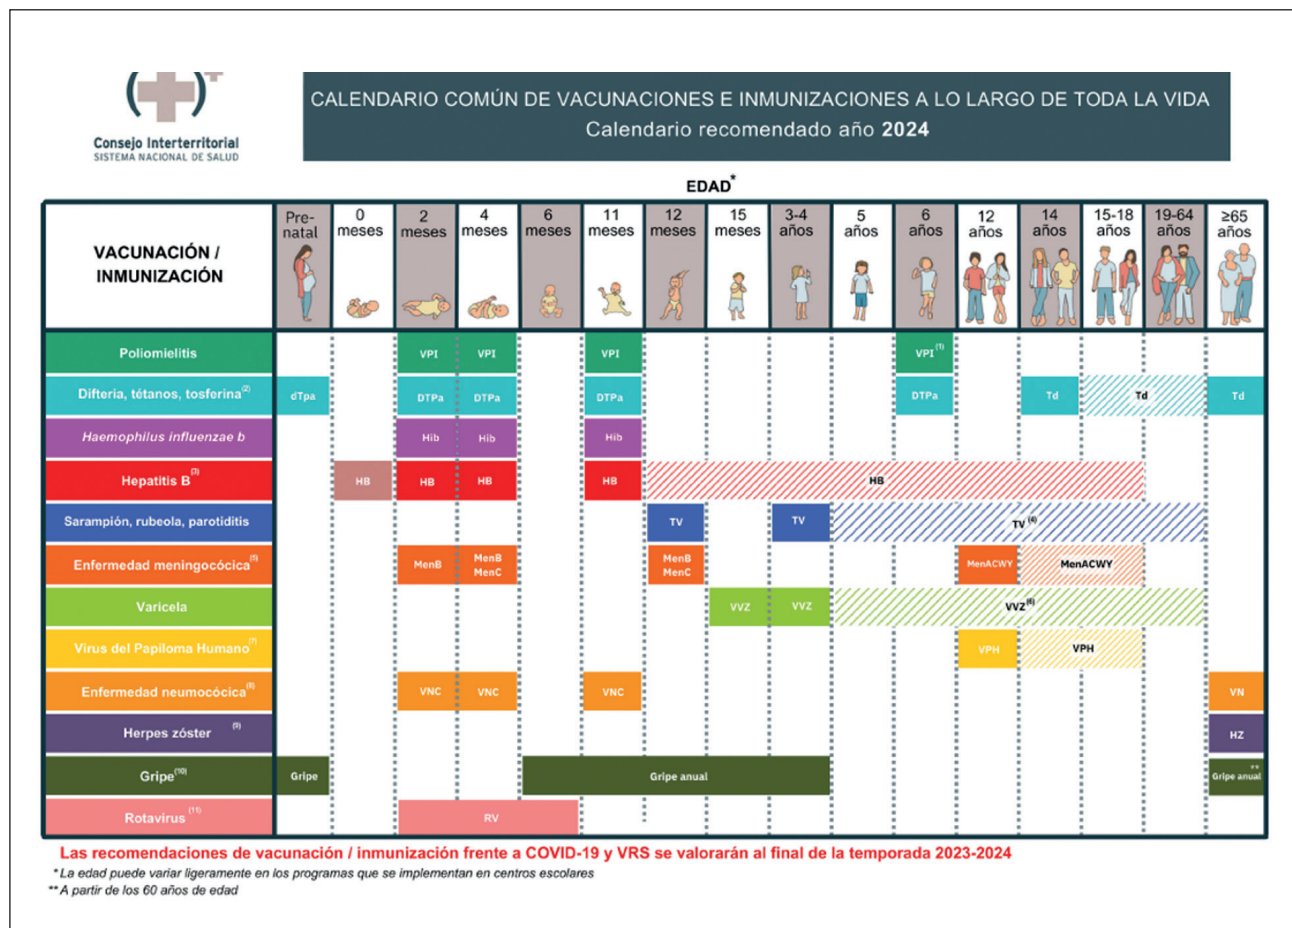 Consejo Interterritorial
SISTEMA NACIONAL DE SALUD
CALENDARIO COMÚN DE VACUNACIONES E INMUNIZACIONES A LO LARGO DE TODA LA VIDA
Calendario recomendado año 2024
EDAD*
VACUNACIÓN /
INMUNIZACIÓN
Pre-
natal
0
meses
2
meses
4
meses
6
meses
11
meses
12
meses
15
meses
3-4
años
5
años
6
años
12
años
14
años
15-18
años
19-64
años
≥65
años
Poliomielitis
VPI VPI VPI VPI (1)
Difteria, tétanos, tosferina(2)
dTpa DTPa DTPa DTPa DTPa Td Td Td
Haemophilus influenzae b
Hib Hib Hib
Hepatitis B(3)
HB HB HB HB HB
Sarampión, rubeola, parotiditis
TV TV TV (4)
Enfermedad meningocócica(5)
MenB
MenB
MenC
MenB
MenC
MenACWY MenACWY
Varicela
VVZ VVZ VVZ(6)
Virus del Papiloma Humano(7)
VPH VPH
Enfermedad neumocócica(8)
VNC VNC VNC VN
Herpes zóster (9)
HZ
Gripe(10)
Gripe Gripe anual Gripe anual**
Rotavirus (11)
RV
Las recomendaciones de vacunación / inmunización frente a COVID-19 y VRS se valorarán al final de la temporada 2023-2024
* La edad puede variar ligeramente en los programas que se implementan en centros escolares
** A partir de los 60 años de edad